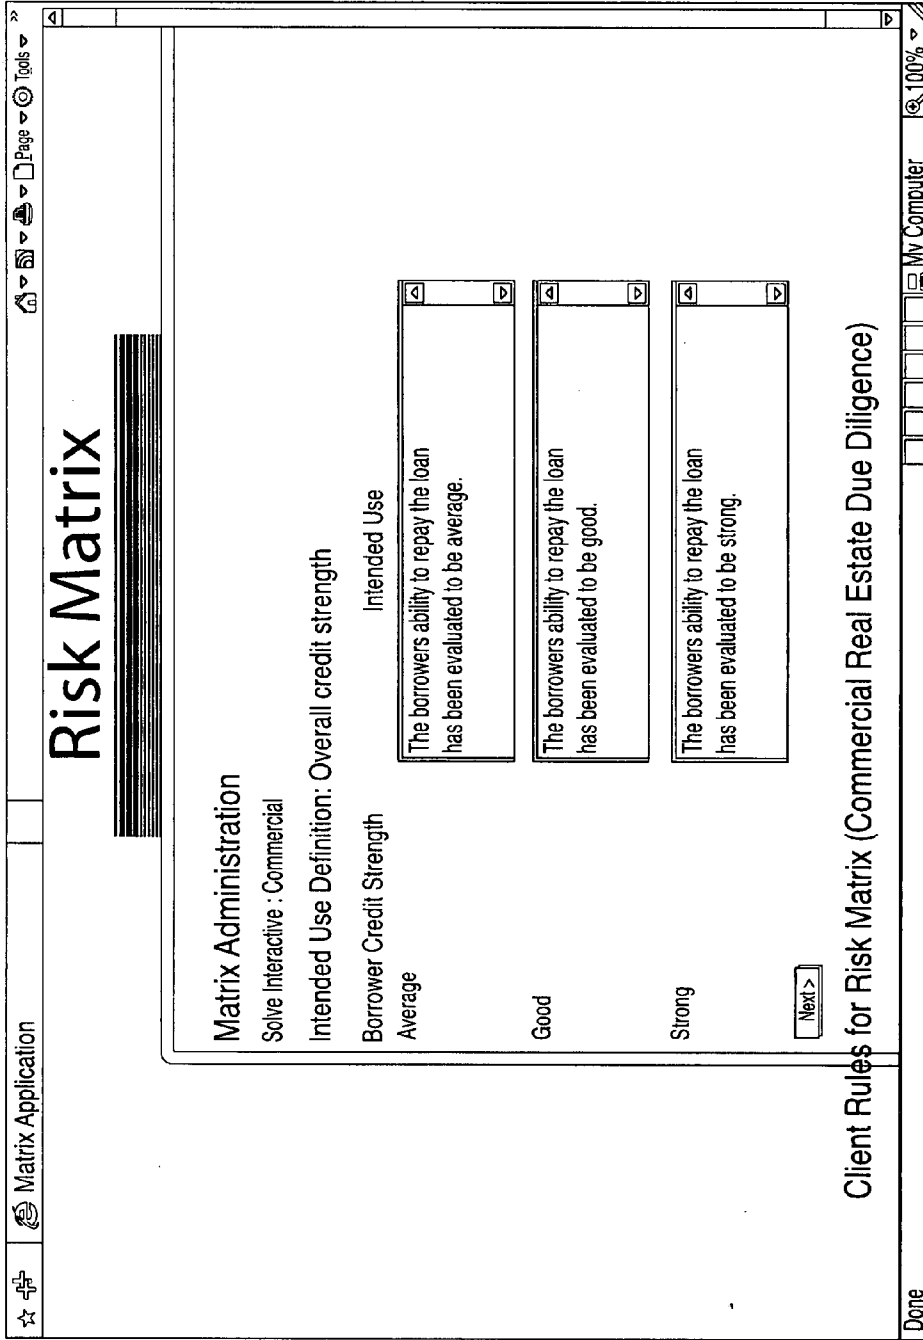 Matrix Application
Page
Tools
Risk Matrix
Matrix Administration
Solve Interactive : Commercial
Intended Use Definition: Overall credit strength
Borrower Credit Strength
Intended Use
Average
The borrowers ability to repay the loan
has been evaluated to be average.
Good
The borrowers ability to repay the loan
has been evaluated to be good.
Strong
The borrowers ability to repay the loan
has been evaluated to be strong.
Next >
Client Rules for Risk Matrix (Commercial Real Estate Due Diligence)
Done
My Computer
100%